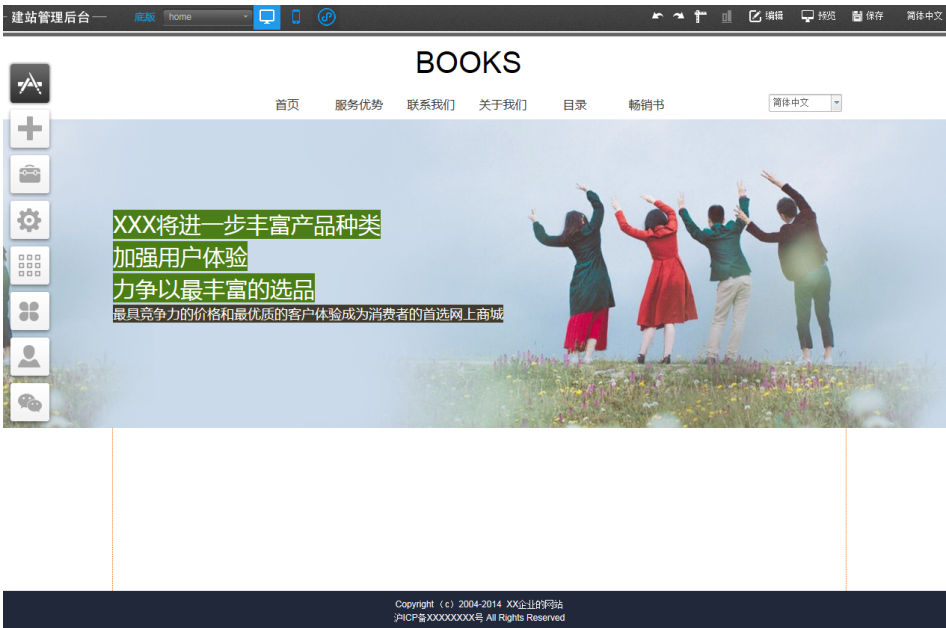 建站管理后台 底版 home 编辑 预览 保存 简体中文
BOOKS
首页 服务优势 联系我们 关于我们 目录 畅销书 简体中文
XXX将进一步丰富产品种类
加强用户体验
力争以最丰富的选品
最具竞争力的价格和最优质的客户体验成为消费者的首选网上商城
Copyright（c）2004-2014 XX企业的网站
沪ICP备XXXXXXXX号 All Rights Reserved